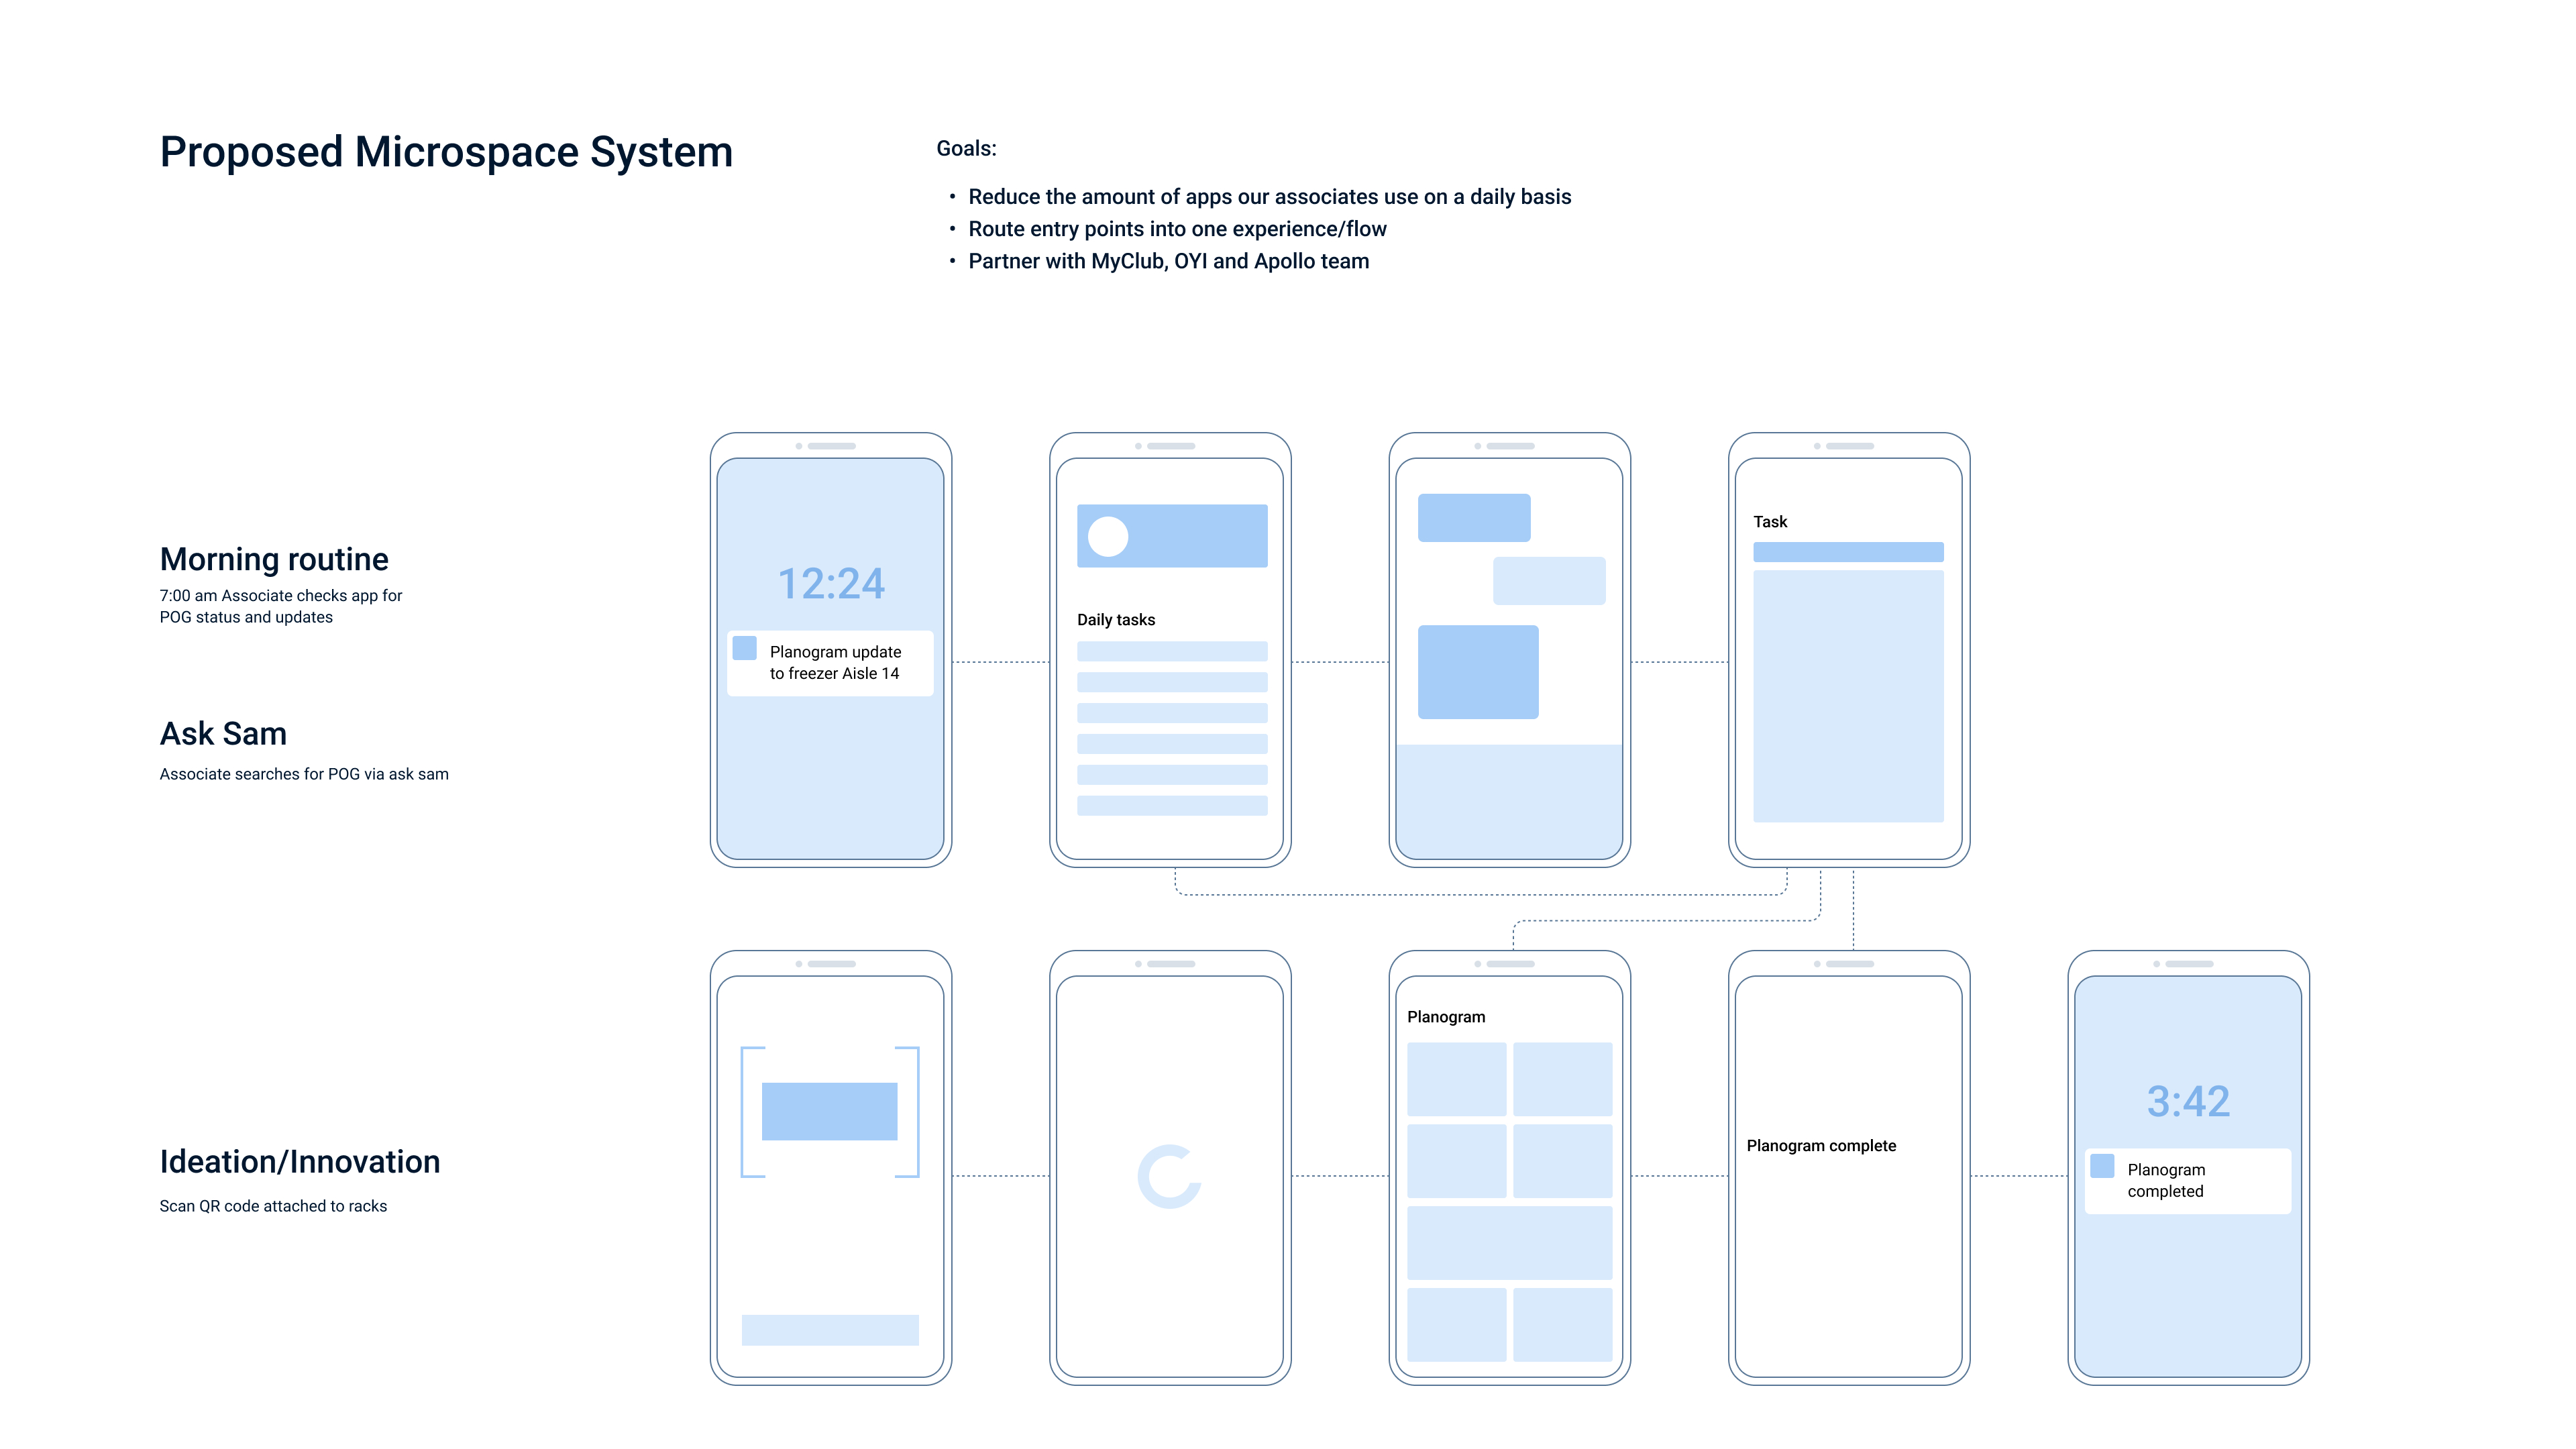 Proposed Microspace System
Goals:
• Reduce the amount of apps our associates use on a daily basis
• Route entry points into one experience/flow
• Partner with MyClub, OYI and Apollo team
Morning routine
7:00 am Associate checks app for
POG status and updates
Ask Sam
Associate searches for POG via ask sam
12:24
Planogram update
to freezer Aisle 14
Daily tasks
Task
Ideation/Innovation
Scan QR code attached to racks
Planogram
Planogram complete
3:42
Planogram
completed